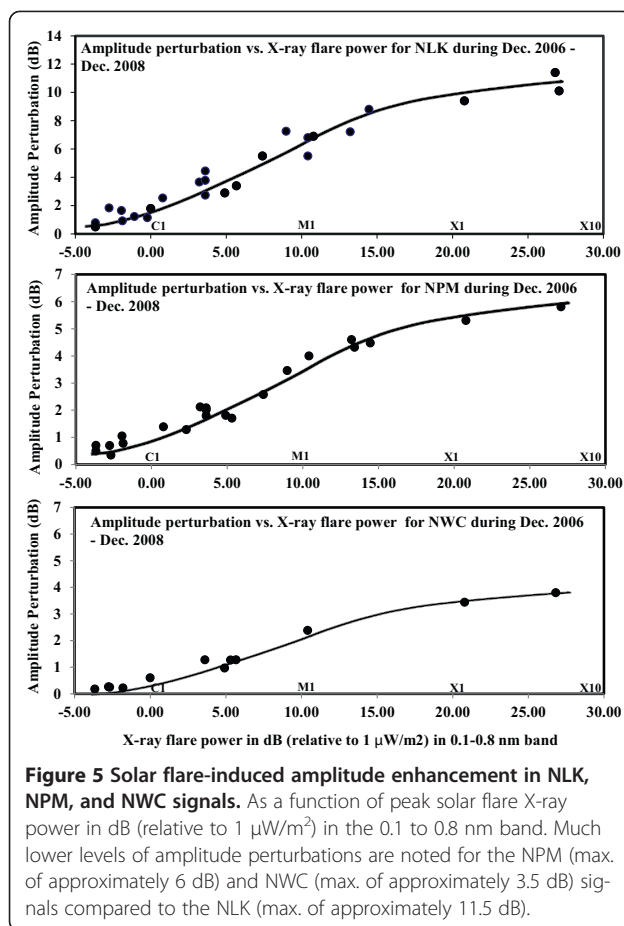 Amplitude perturbation vs. X-ray flare power for NLK during Dec. 2006 -
Dec. 2008
Amplitude Perturbation (dB)
14
12
10
8
6
4
2
0
C1 M1 X1 X10
-5.00 0.00 5.00 10.00 15.00 20.00 25.00 30.00
Amplitude perturbation vs. X-ray flare power for NPM during Dec. 2006
- Dec. 2008
Amplitude Perturbation (dB)
7
6
5
4
3
2
1
0
C1 M1 X1 X10
-5.00 0.00 5.00 10.00 15.00 20.00 25.00 30.00
Amplitude perturbation vs. X-ray flare power for NWC during Dec. 2006
- Dec. 2008
Amplitude Perturbation (dB)
7
6
5
4
3
2
1
0
C1 M1 X1 X10
-5.00 0.00 5.00 10.00 15.00 20.00 25.00 30.00
X-ray flare power in dB (relative to 1 μW/m2) in 0.1-0.8 nm band
Figure 5 Solar flare-induced amplitude enhancement in NLK,
NPM, and NWC signals. As a function of peak solar flare X-ray
power in dB (relative to 1 μW/m²) in the 0.1 to 0.8 nm band. Much
lower levels of amplitude perturbations are noted for the NPM (max.
of approximately 6 dB) and NWC (max. of approximately 3.5 dB) sig-
nals compared to the NLK (max. of approximately 11.5 dB).